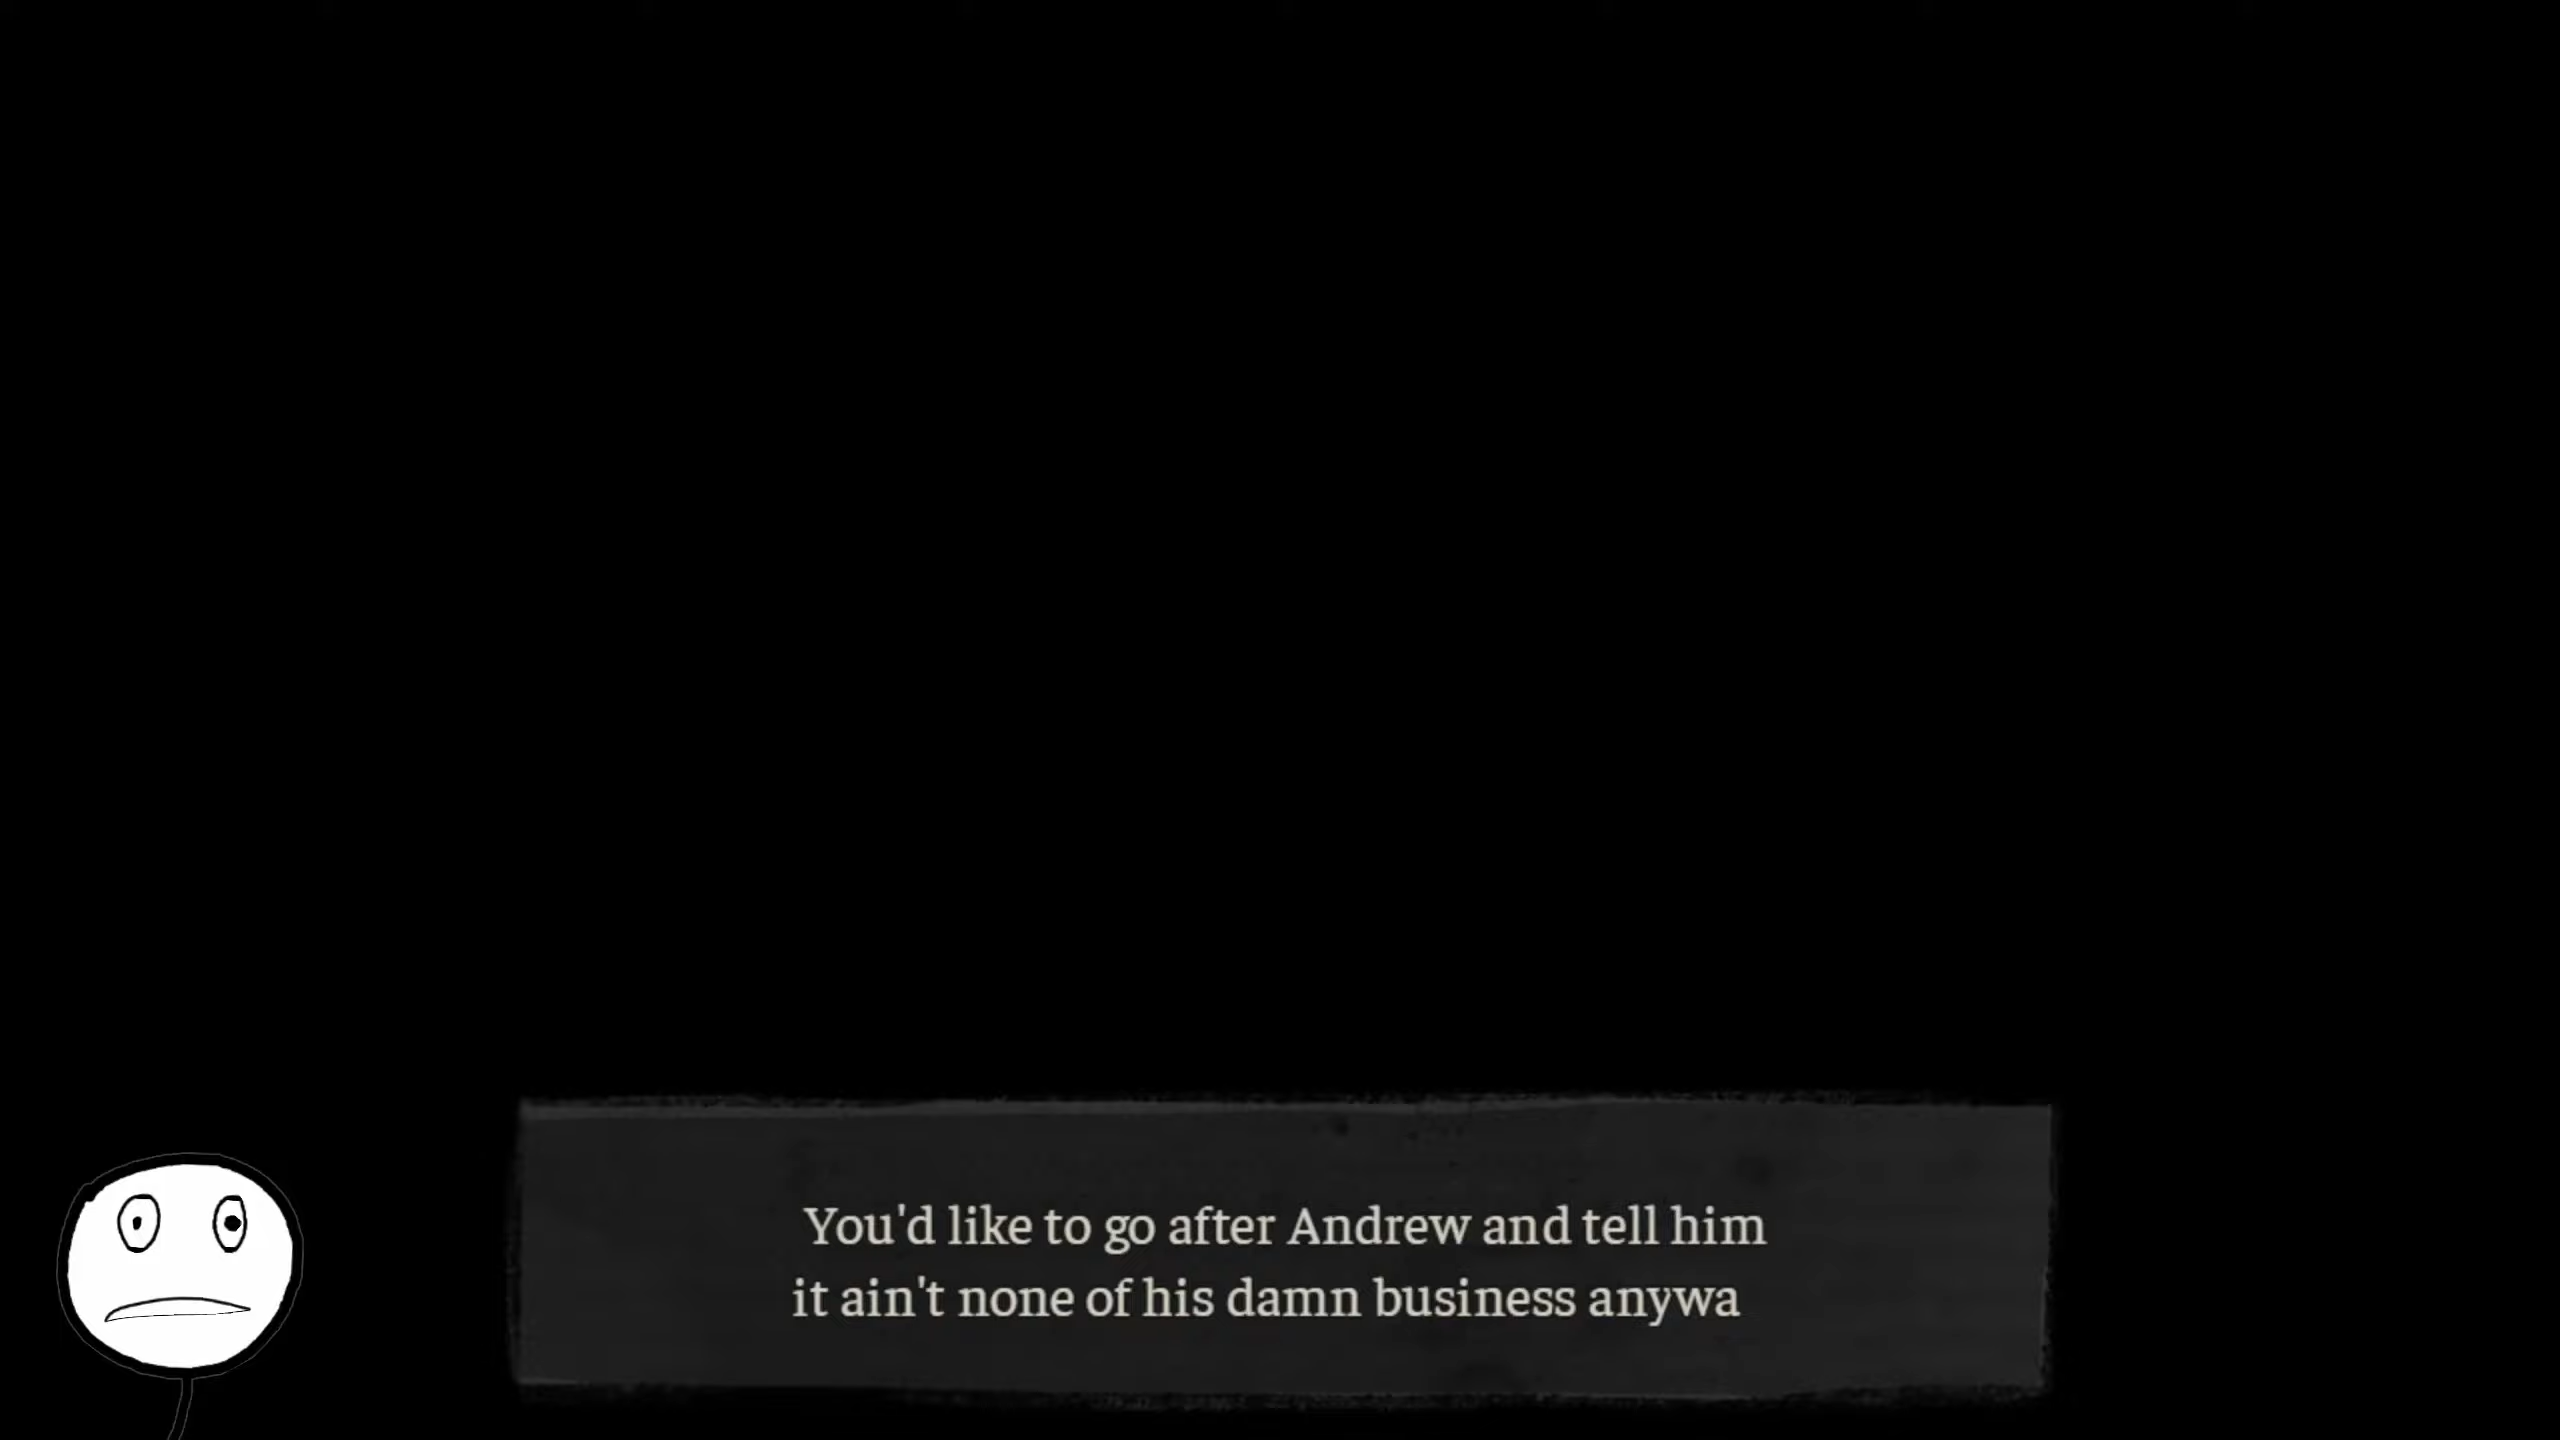 You'd like to go after Andrew and tell him
it ain't none of his damn business anywa